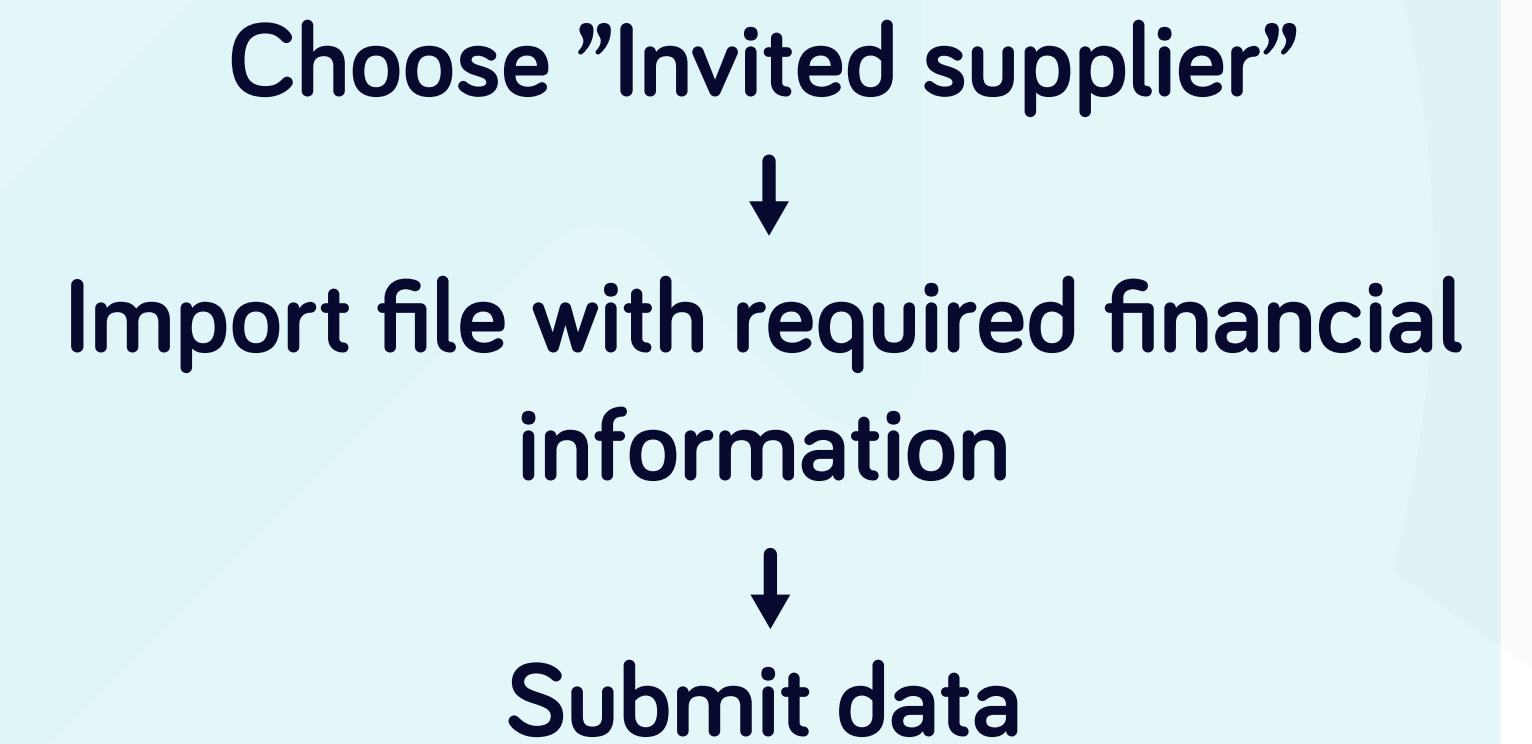 Choose ”Invited supplier”
Import file with required financial
information
Submit data